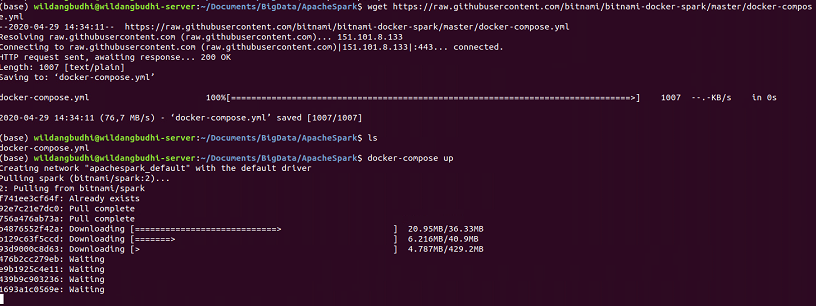 (base) wildangbudhi@wildangbudhi-server:~/Documents/BigData/ApacheSpark$ wget https://raw.githubusercontent.com/bitnami/bitnami-docker-spark/master/docker-compos
e.yml
--2020-04-29 14:34:11--  https://raw.githubusercontent.com/bitnami/bitnami-docker-spark/master/docker-compose.yml
Resolving raw.githubusercontent.com (raw.githubusercontent.com)... 151.101.8.133
Connecting to raw.githubusercontent.com (raw.githubusercontent.com)|151.101.8.133|:443... connected.
HTTP request sent, awaiting response... 200 OK
Length: 1007 [text/plain]
Saving to: ‘docker-compose.yml’
docker-compose.yml 100%[==============================================================================>] 1007 --.-KB/s in 0s
2020-04-29 14:34:11 (76,7 MB/s) - ‘docker-compose.yml’ saved [1007/1007]
(base) wildangbudhi@wildangbudhi-server:~/Documents/BigData/ApacheSpark$ ls
docker-compose.yml
(base) wildangbudhi@wildangbudhi-server:~/Documents/BigData/ApacheSpark$ docker-compose up
Creating network "apachespark_default" with the default driver
Pulling spark (bitnami/spark:2)...
2: Pulling from bitnami/spark
f741ee3cf64f: Already exists
92e7c21e7dc0: Pull complete
756a476ab73a: Pull complete
b4876552f42a: Downloading [============================>                      ]  20.95MB/36.33MB
b129c63f5ccd: Downloading [=======>                                           ]  6.216MB/40.9MB
93d9000c8d63: Downloading [>                                                  ]  4.787MB/429.2MB
476b2cc279eb: Waiting
e9b1925c4e11: Waiting
439b9c903236: Waiting
1693a1c0569e: Waiting